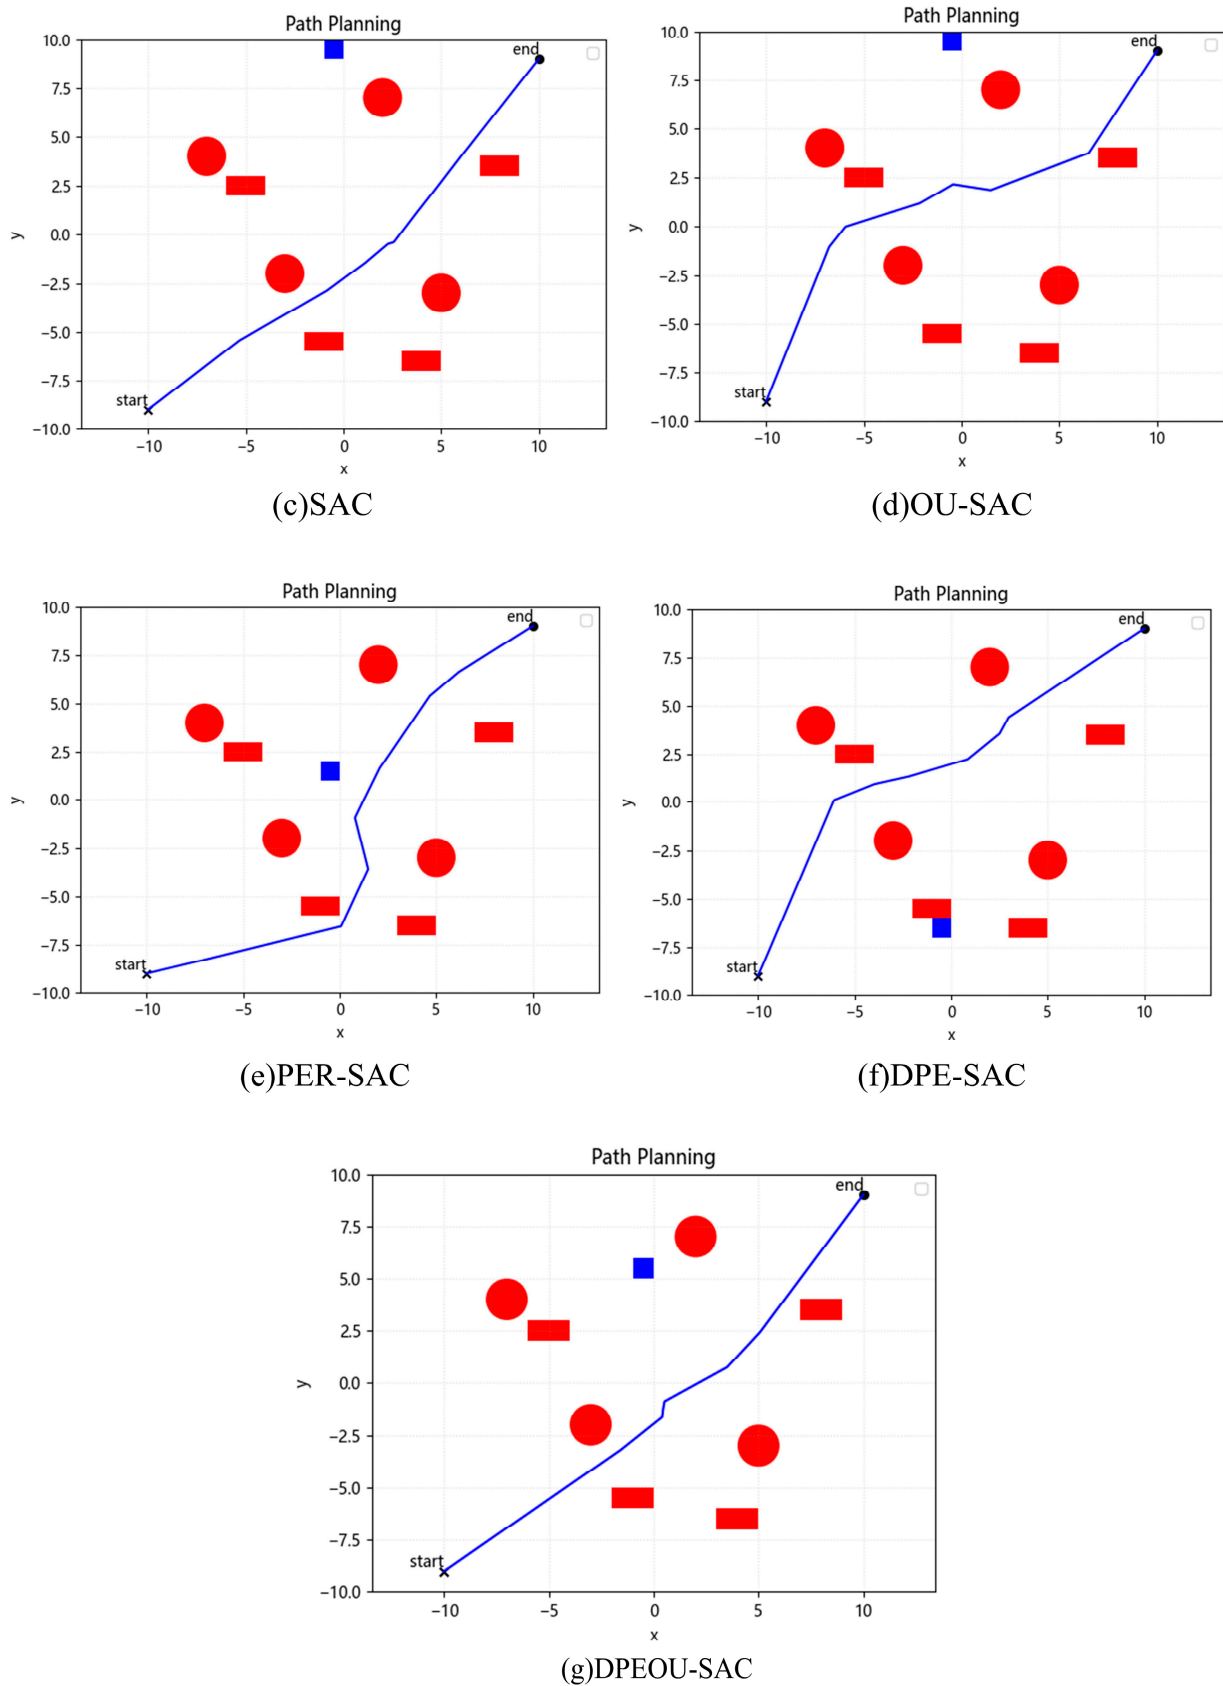 Path Planning
10.0
7.5
5.0
2.5
0.0
−2.5
−5.0
−7.5
−10.0
y
end
start
−10 −5 0 5 10
x
(c)SAC
Path Planning
10.0
7.5
5.0
2.5
0.0
−2.5
−5.0
−7.5
−10.0
y
end
start
−10 −5 0 5 10
x
(d)OU-SAC
Path Planning
10.0
7.5
5.0
2.5
0.0
−2.5
−5.0
−7.5
−10.0
y
end
start
−10 −5 0 5 10
x
(e)PER-SAC
Path Planning
10.0
7.5
5.0
2.5
0.0
−2.5
−5.0
−7.5
−10.0
y
end
start
−10 −5 0 5 10
x
(f)DPE-SAC
Path Planning
10.0
7.5
5.0
2.5
0.0
−2.5
−5.0
−7.5
−10.0
y
end
start
−10 −5 0 5 10
x
(g)DPEOU-SAC